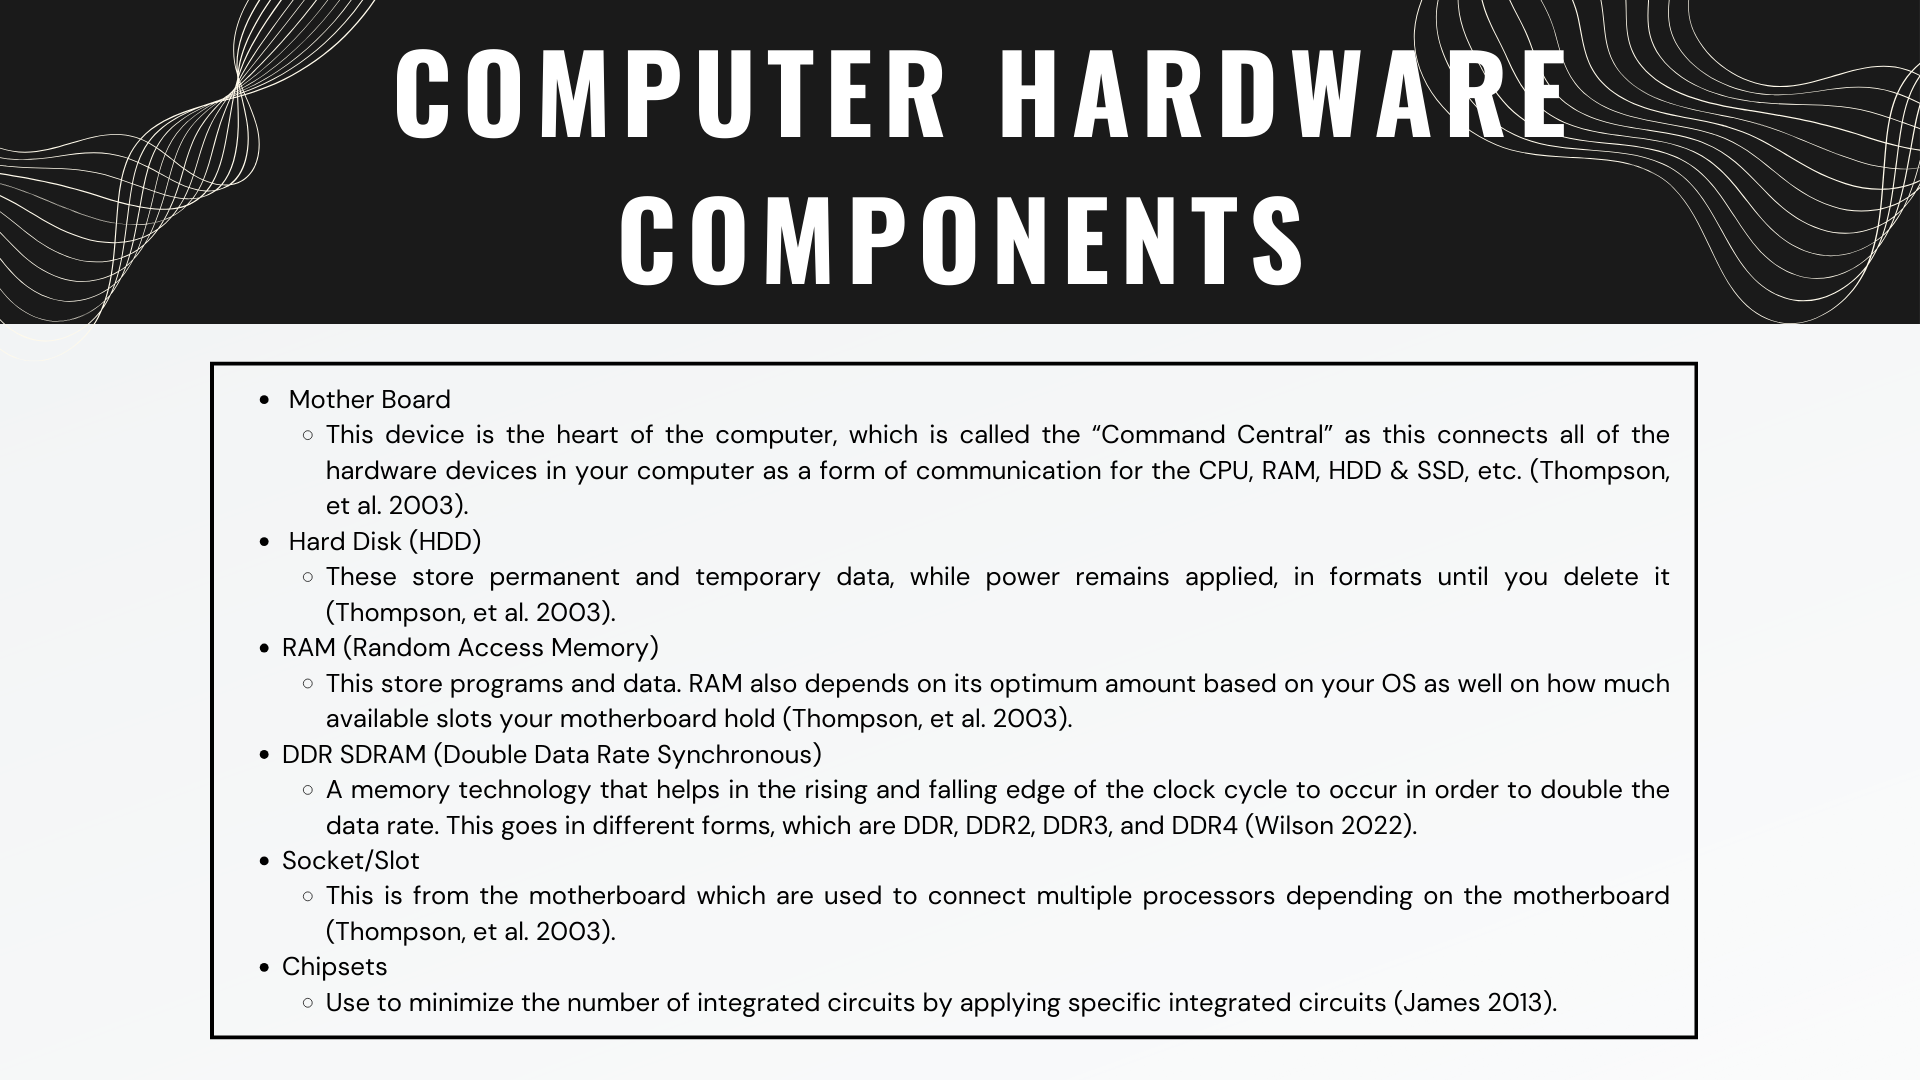 COMPUTER HARDWARE
COMPONENTS
• Mother Board
○ This device is the heart of the computer, which is called the “Command Central” as this connects all of the
hardware devices in your computer as a form of communication for the CPU, RAM, HDD & SSD, etc. (Thompson,
et al. 2003).
• Hard Disk (HDD)
○ These store permanent and temporary data, while power remains applied, in formats until you delete it
(Thompson, et al. 2003).
• RAM (Random Access Memory)
○ This store programs and data. RAM also depends on its optimum amount based on your OS as well on how much
available slots your motherboard hold (Thompson, et al. 2003).
• DDR SDRAM (Double Data Rate Synchronous)
○ A memory technology that helps in the rising and falling edge of the clock cycle to occur in order to double the
data rate. This goes in different forms, which are DDR, DDR2, DDR3, and DDR4 (Wilson 2022).
• Socket/Slot
○ This is from the motherboard which are used to connect multiple processors depending on the motherboard
(Thompson, et al. 2003).
• Chipsets
○ Use to minimize the number of integrated circuits by applying specific integrated circuits (James 2013).